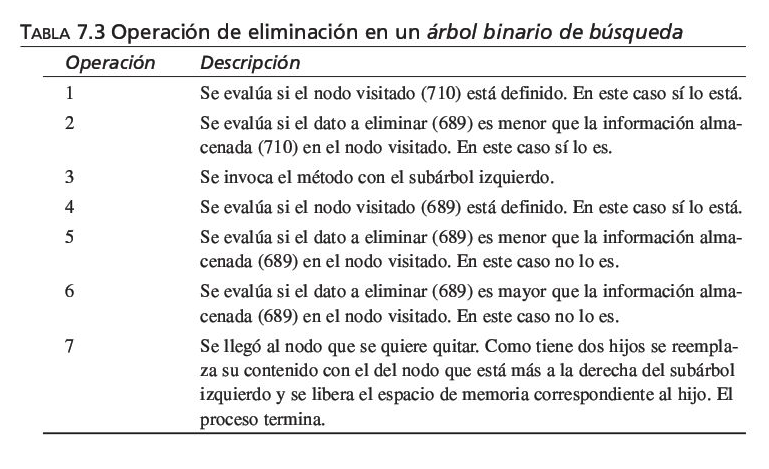 TABLA 7.3 Operación de eliminación en un árbol binario de búsqueda
Operación Descripción
1 Se evalúa si el nodo visitado (710) está definido. En este caso sí lo está.
2 Se evalúa si el dato a eliminar (689) es menor que la información alma-
cenada (710) en el nodo visitado. En este caso sí lo es.
3 Se invoca el método con el subárbol izquierdo.
4 Se evalúa si el nodo visitado (689) está definido. En este caso sí lo está.
5 Se evalúa si el dato a eliminar (689) es menor que la información alma-
cenada (689) en el nodo visitado. En este caso no lo es.
6 Se evalúa si el dato a eliminar (689) es mayor que la información alma-
cenada (689) en el nodo visitado. En este caso no lo es.
7 Se llegó al nodo que se quiere quitar. Como tiene dos hijos se reempla-
za su contenido con el del nodo que está más a la derecha del subárbol
izquierdo y se libera el espacio de memoria correspondiente al hijo. El
proceso termina.